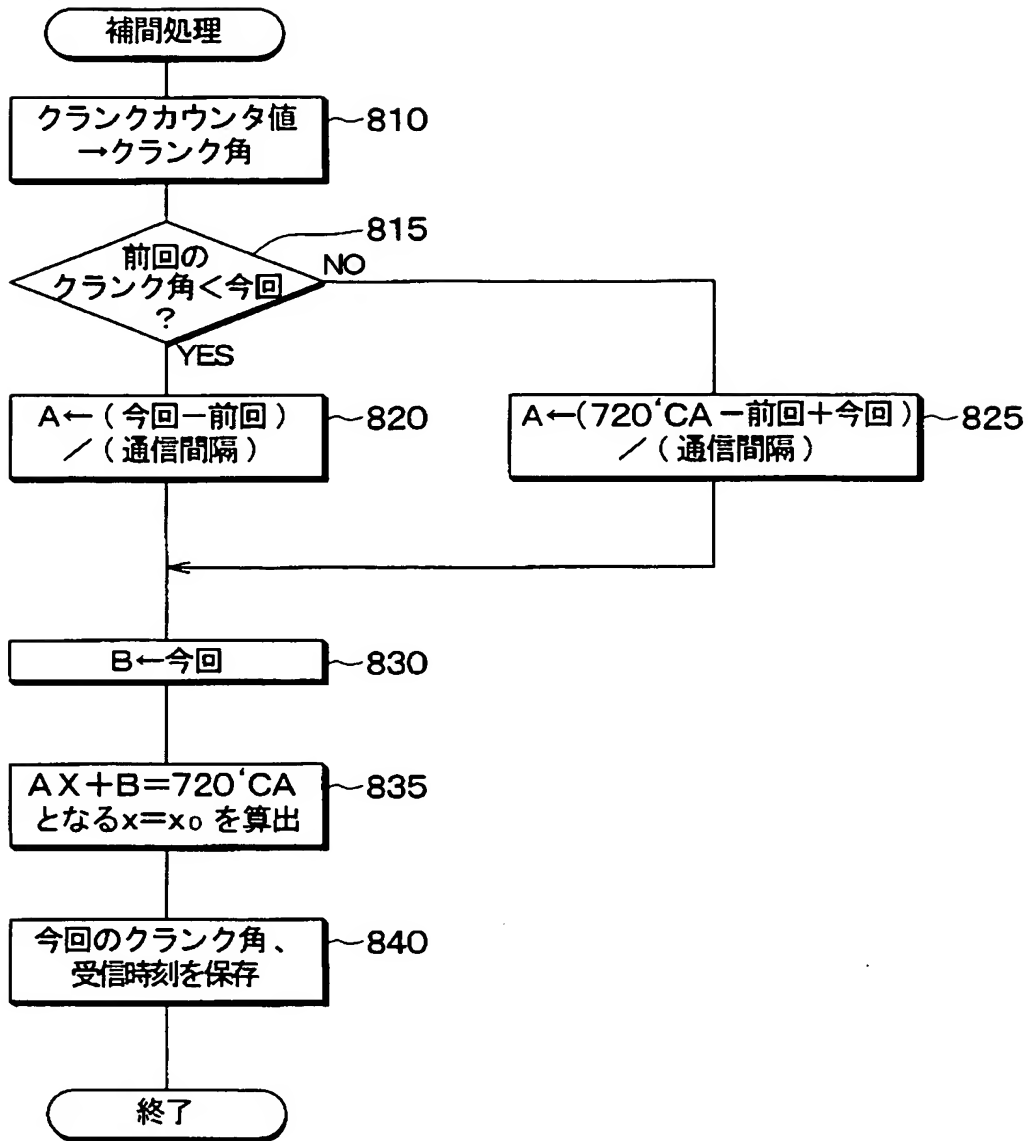 補間処理
クランクカウンタ値
→クランク角
810
前回の
クランク角<今回
?
815
NO
YES
A←(今回−前回)
/(通信間隔)
820
A←(720'CA−前回+今回)
/(通信間隔)
825
B←今回
830
AX+B=720'CA
となるx=x₀を算出
835
今回のクランク角、
受信時刻を保存
840
終了